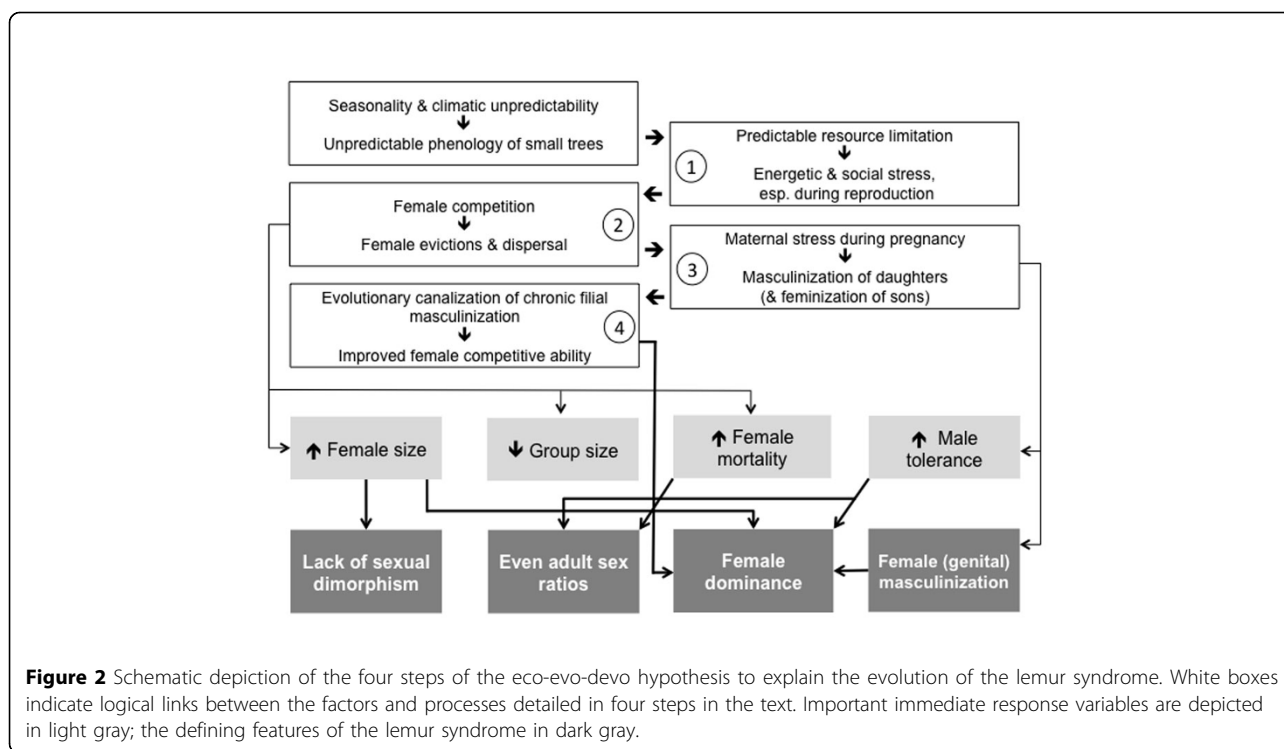 Seasonality & climatic unpredictability
↓
Unpredictable phenology of small trees
→
Predictable resource limitation
1
↓
Energetic & social stress,
esp. during reproduction
←
Female competition
2
↓
Female evictions & dispersal
→
Maternal stress during pregnancy
3
↓
Masculinization of daughters
(& feminization of sons)
←
Evolutionary canalization of chronic filial
masculinization
4
↓
Improved female competitive ability
↑ Female size
↓ Group size
↑ Female
mortality
↑ Male
tolerance
Lack of sexual
dimorphism
Even adult sex
ratios
Female
dominance
Female (genital)
masculinization
Figure 2 Schematic depiction of the four steps of the eco-evo-devo hypothesis to explain the evolution of the lemur syndrome. White boxes
indicate logical links between the factors and processes detailed in four steps in the text. Important immediate response variables are depicted
in light gray; the defining features of the lemur syndrome in dark gray.